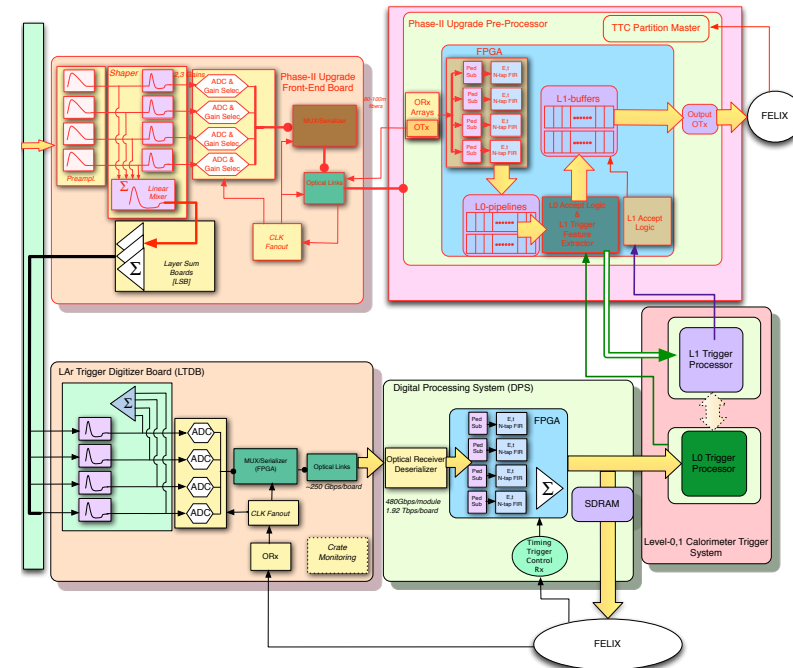 Phase-II Upgrade Pre-Processor
TTC Partition Master
FPGA
Shaper
2,3 Gains
Phase-II Upgrade
Front-End Board
ADC &
Gain Selec.
ADC &
Gain Selec.
ADC &
Gain Selec.
ADC &
Gain Selec.
MUX/Serializer
Optical Links
CLK
Fanout
fibers
Preampl.
Σ
Linear
Mixer
Σ
Layer Sum
Boards
[LSB]
ORx
Arrays
OTx
Ped
Sub
E,t
N-tap FIR
Ped
Sub
E,t
N-tap FIR
Ped
Sub
E,t
N-tap FIR
Ped
Sub
E,t
N-tap FIR
L1-buffers
Output
OTx
FELIX
L0-pipelines
L0 Accept Logic
&
L1 Trigger
Feature
Extractor
L1 Accept
Logic
L1 Trigger
Processor
L0 Trigger
Processor
Level-0,1 Calorimeter Trigger
System
LAr Trigger Digitizer Board (LTDB)
Σ
ADC
ADC
ADC
ADC
MUX/Serializer
(FPGA)
Optical Links
~250 Gbps/board
CLK Fanout
ORx
Crate
Monitoring
Digital Processing System (DPS)
Optical Receiver
Deserializer
480Gbps/module
1.92 Tbps/board
FPGA
Ped
Sub
E,t
N-tap FIR
Ped
Sub
E,t
N-tap FIR
Ped
Sub
E,t
N-tap FIR
Ped
Sub
E,t
N-tap FIR
Σ
SDRAM
Timing
Trigger
Control
Rx
FELIX